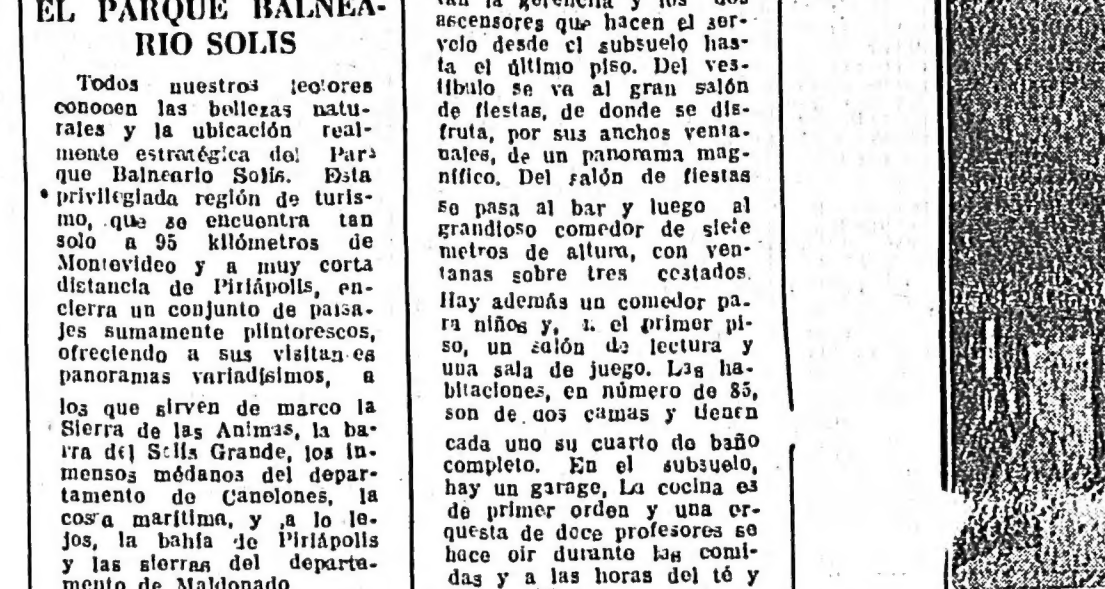 EL PARQUE BALNEA-
RIO SOLIS
Todos nuestros lectores
conocen las bellezas natu-
rales y la ubicación real-
mente estratégica del Par-
que Balneario Solís. Esta
privilegiada región de turis-
mo, que se encuentra tan
solo a 95 kilómetros de
Montevideo y a muy corta
distancia de Piriápolis, en-
cierra un conjunto de paisa-
jes sumamente piintorescos,
ofreciendo a sus visitantes
panoramas variadísimos, a
los que sirven de marco la
Sierra de las Animas, la ba-
rra del Solís Grande, los in-
mensos médanos del depar-
tamento de Canelones, la
costa marítima, y a lo le-
jos, la bahía de Piriápolis
y las sierras del departa-
mento de Maldonado
tan la gerencia y los dos
ascensores que hacen el ser-
vcio desde el subsuelo has-
ta el último piso. Del ves-
tíbulo se va al gran salón
de fiestas, de donde se dis-
fruta, por sus anchos venta-
nales, de un panorama mag-
nífico. Del salón de fiestas
se pasa al bar y luego al
grandioso comedor de siete
metros de altura, con ven-
tanas sobre tres costados.
Hay además un comedor pa-
ra niños y, el primer pi-
so, un salón de lectura y
una sala de juego. Las ha-
bitaciones, en número de 85,
son de dos camas y tienen
cada uno su cuarto de baño
completo. En el subsuelo,
hay un garage, La cocina es
de primer orden y una or-
questa de doce profesores se
hace oir durante las comi-
das y a las horas del té y